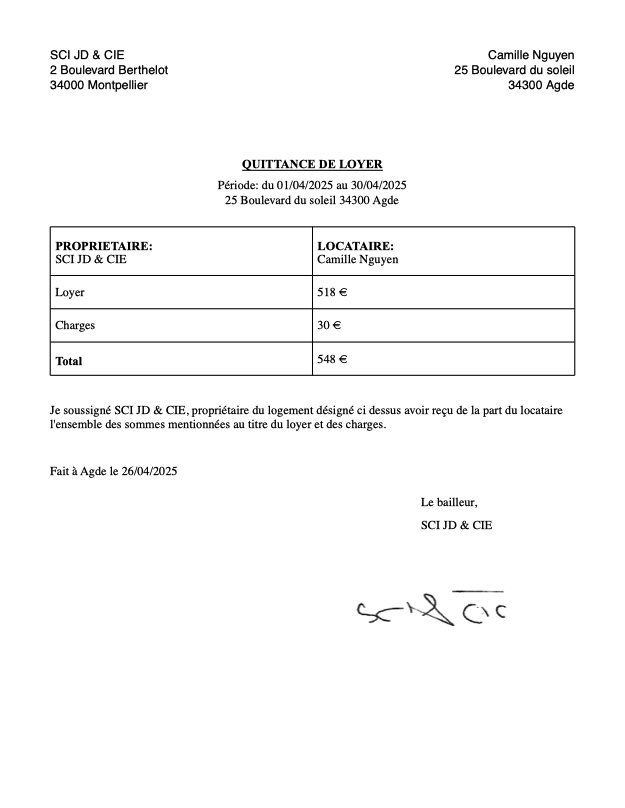 SCI JD & CIE
2 Boulevard Berthelot
34000 Montpellier
Camille Nguyen
25 Boulevard du soleil
34300 Agde
QUITTANCE DE LOYER
Période: du 01/04/2025 au 30/04/2025
25 Boulevard du soleil 34300 Agde
PROPRIETAIRE:
SCI JD & CIE
LOCATAIRE:
Camille Nguyen
Loyer 518 €
Charges 30 €
Total 548 €
Je soussigné SCI JD & CIE, propriétaire du logement désigné ci dessus avoir reçu de la part du locataire
l'ensemble des sommes mentionnées au titre du loyer et des charges.
Fait à Agde le 26/04/2025
Le bailleur,
SCI JD & CIE